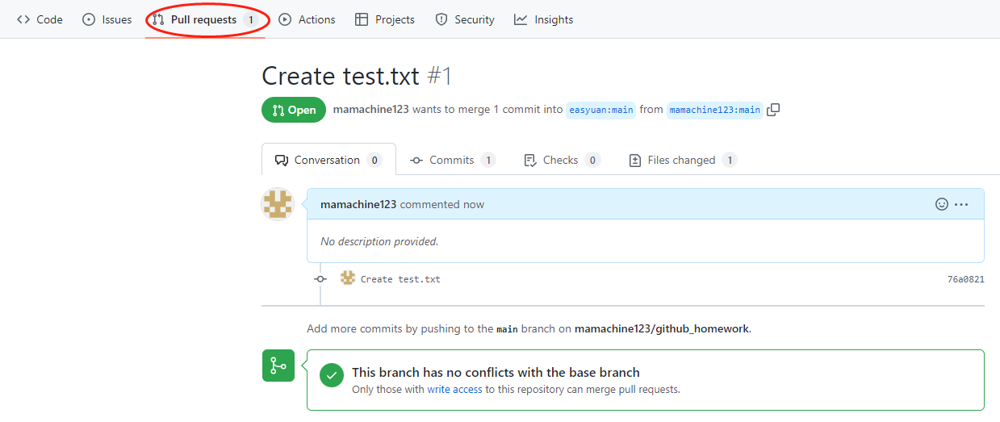 Code Issues Pull requests 1 Actions Projects Security Insights
Create test.txt #1
Open mamachine123 wants to merge 1 commit into easyuan:main from mamachine123:main
Conversation 0 Commits 1 Checks 0 Files changed 1
mamachine123 commented now
No description provided.
Create test.txt 76a0821
Add more commits by pushing to the main branch on mamachine123/github_homework.
This branch has no conflicts with the base branch
Only those with write access to this repository can merge pull requests.